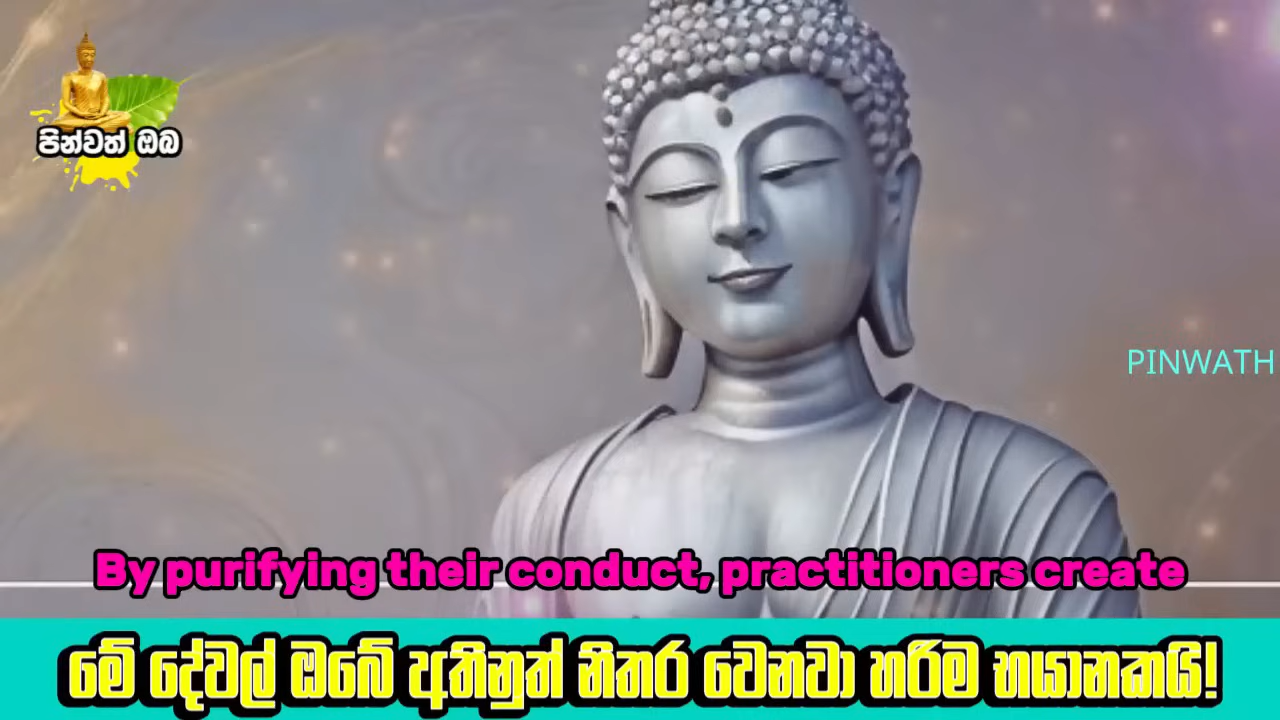 පින්වත් ඔබ
PINWATH
By purifying their conduct, practitioners create
මේ දේවල් ඔබේ අතිනුත් නිතර වෙනවා හරිම භයානකයි!